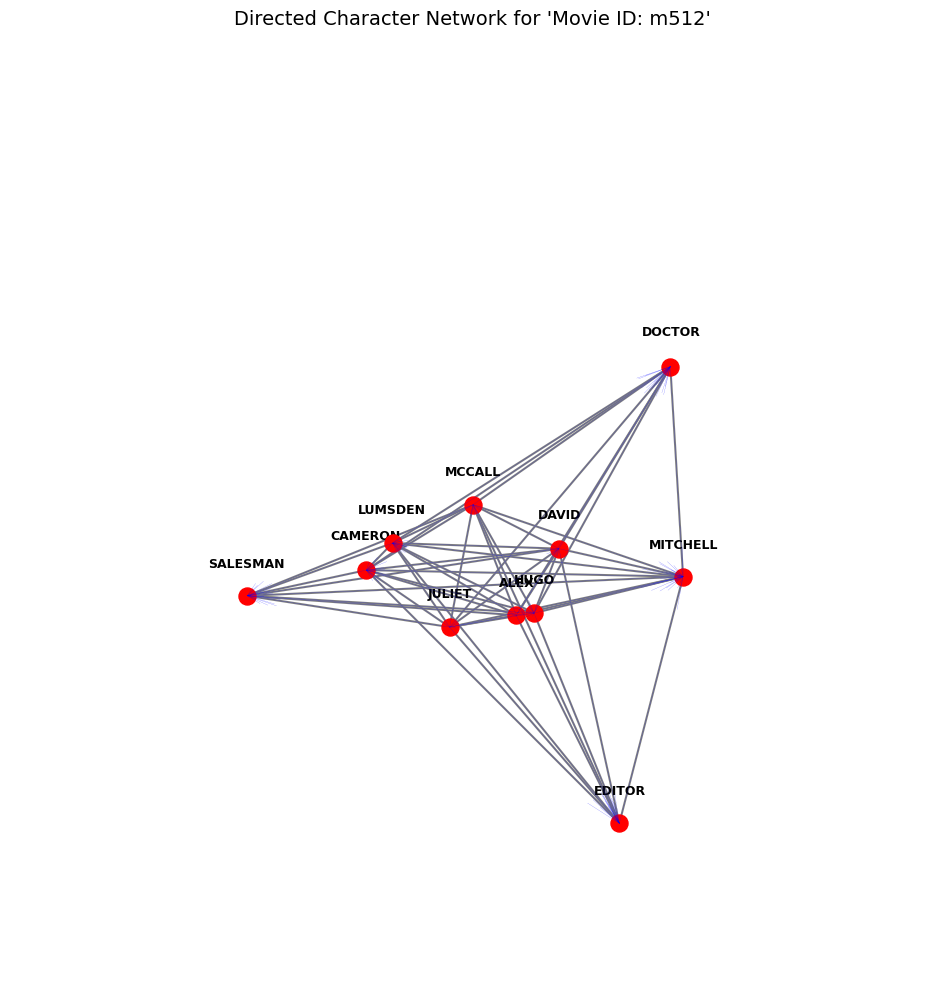 Directed Character Network for 'Movie ID: m512'
DOCTOR
MCCALL
LUMSDEN
DAVID
CAMERON
MITCHELL
SALESMAN
HUGO
ALEX
JULIET
EDITOR